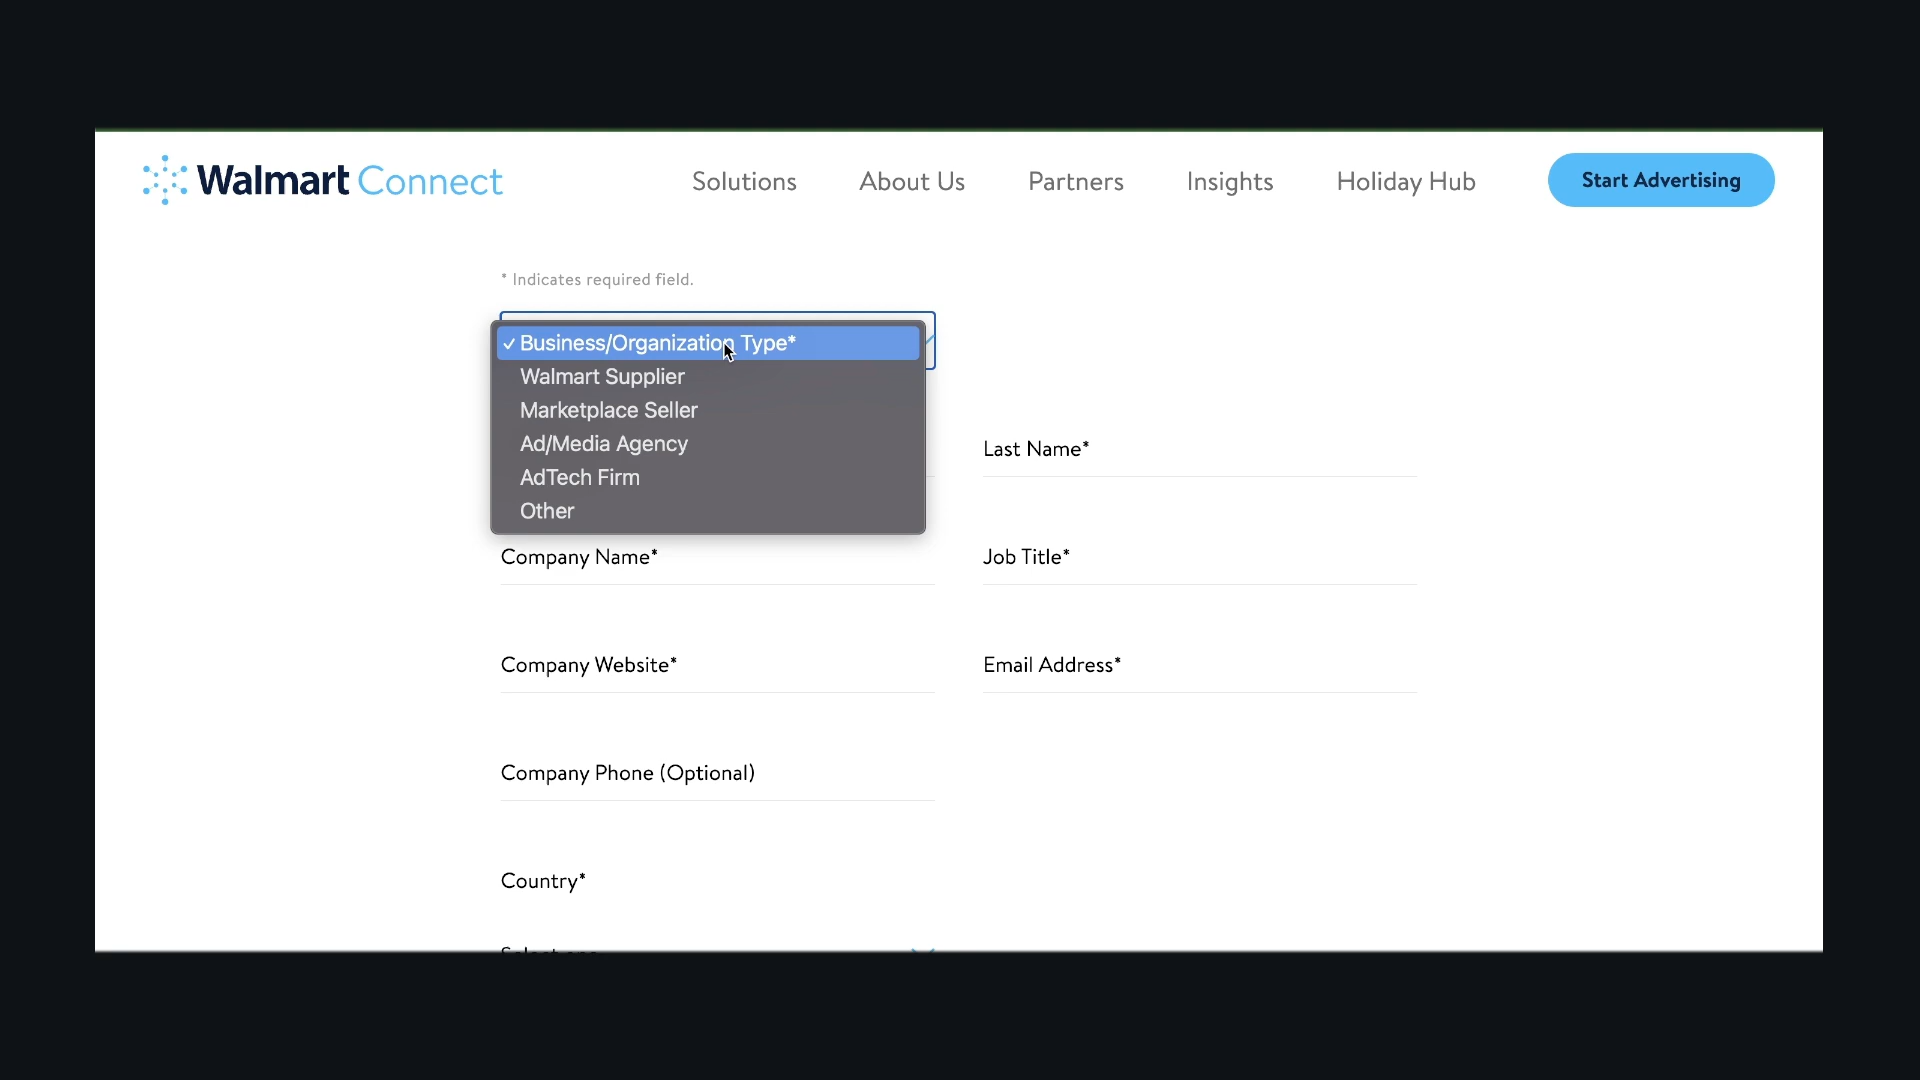 Walmart Connect
Solutions
About Us
Partners
Insights
Holiday Hub
Start Advertising
* Indicates required field.
✓ Business/Organization Type*
Walmart Supplier
Marketplace Seller
Ad/Media Agency
AdTech Firm
Other
Last Name*
Company Name*
Job Title*
Company Website*
Email Address*
Company Phone (Optional)
Country*